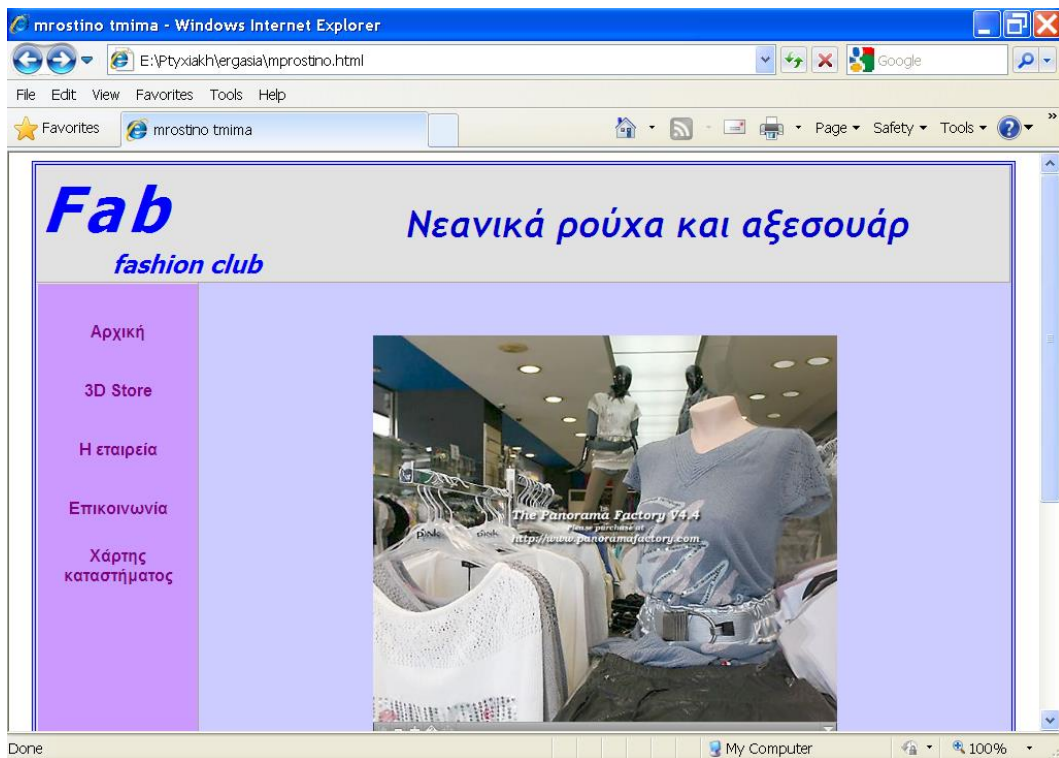 mrostino tmima - Windows Internet Explorer
E:\Ptyxiakh\ergasia\mprostino.html
Google
File Edit View Favorites Tools Help
Favorites
mrostino tmima
Page Safety Tools
Fab
fashion club
Νεανικά ρούχα και αξεσουάρ
Αρχική
3D Store
Η εταιρεία
Επικοινωνία
Χάρτης
καταστήματος
The Panorama Factory V4.4
Please purchase at
http://www.panoramafactory.com
PINK
Done
My Computer
100%